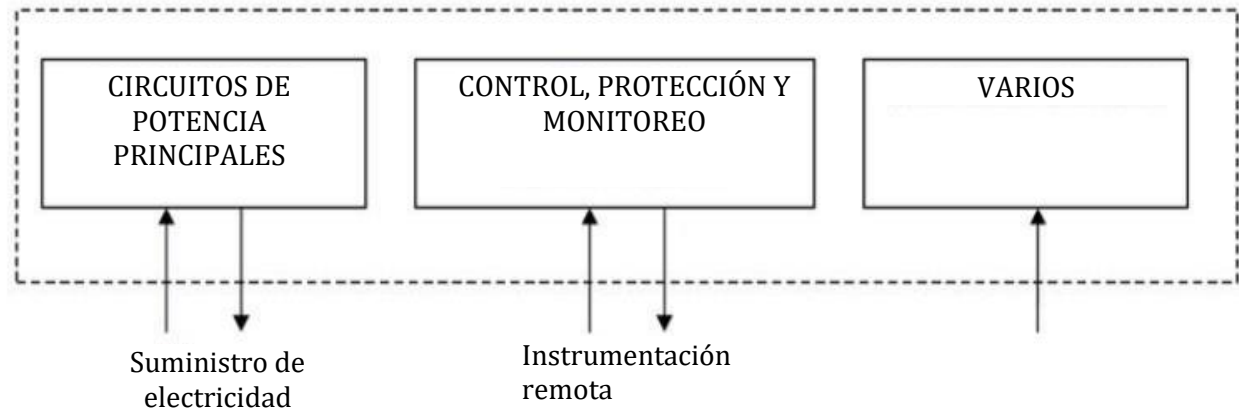 CIRCUITOS DE
POTENCIA
PRINCIPALES
CONTROL, PROTECCIÓN Y
MONITOREO
VARIOS
Suministro de
electricidad
Instrumentación
remota